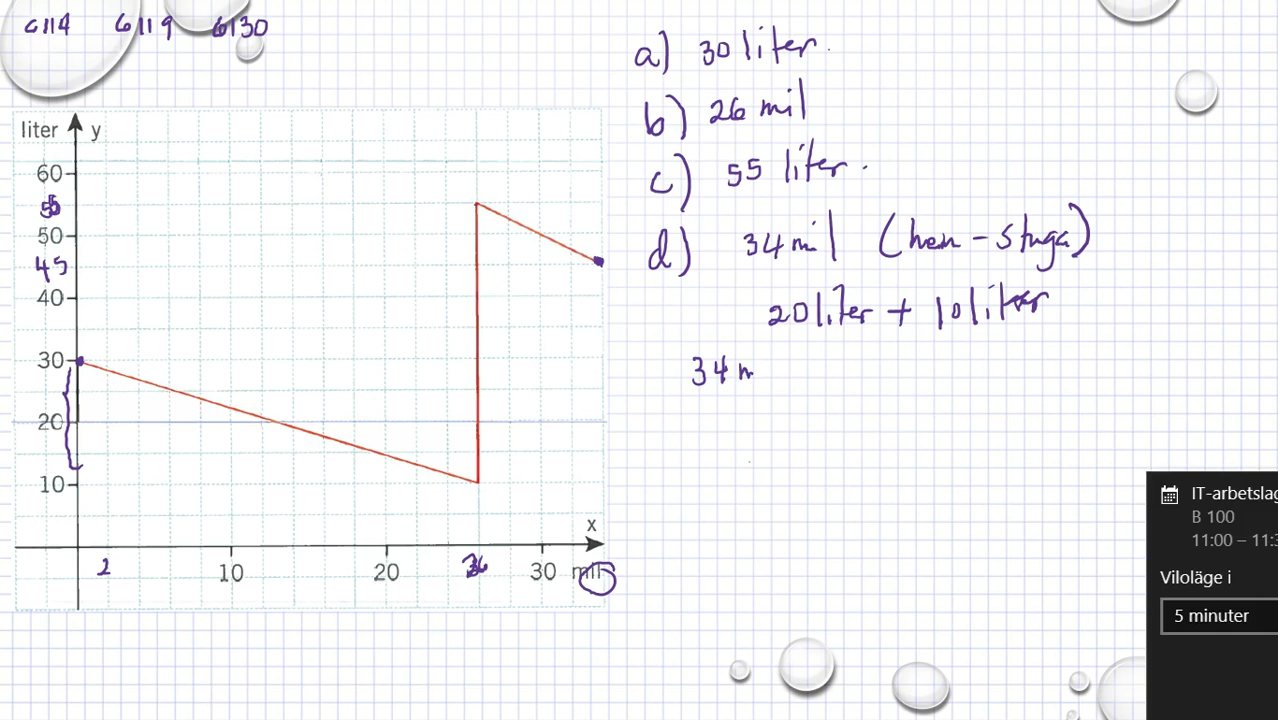 6114 6119 6130
a) 30 liter.
b) 26 mil
c) 55 liter.
d) 34 mil (hem - stuga)
20 liter + 10 liter
34 m
liter y
60
55
50
45
40
30
20
10
x
2 10 20 26 30 mil
IT-arbetslag
B 100
11:00 – 11:3
Viloläge i
5 minuter